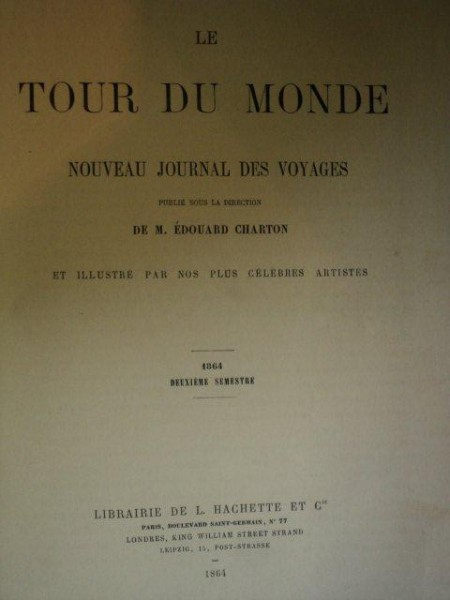 LE
TOUR DU MONDE
NOUVEAU JOURNAL DES VOYAGES
PUBLIÉ SOUS LA DIRECTION
DE M. ÉDOUARD CHARTON
ET ILLUSTRÉ PAR NOS PLUS CÉLÈBRES ARTISTES
1864
DEUXIÈME SEMESTRE
LIBRAIRIE DE L. HACHETTE ET Cie
PARIS, BOULEVARD SAINT-GERMAIN, N° 77
LONDRES, KING WILLIAM STREET STRAND
LEIPZIG, 15, POST-STRASSE
1864